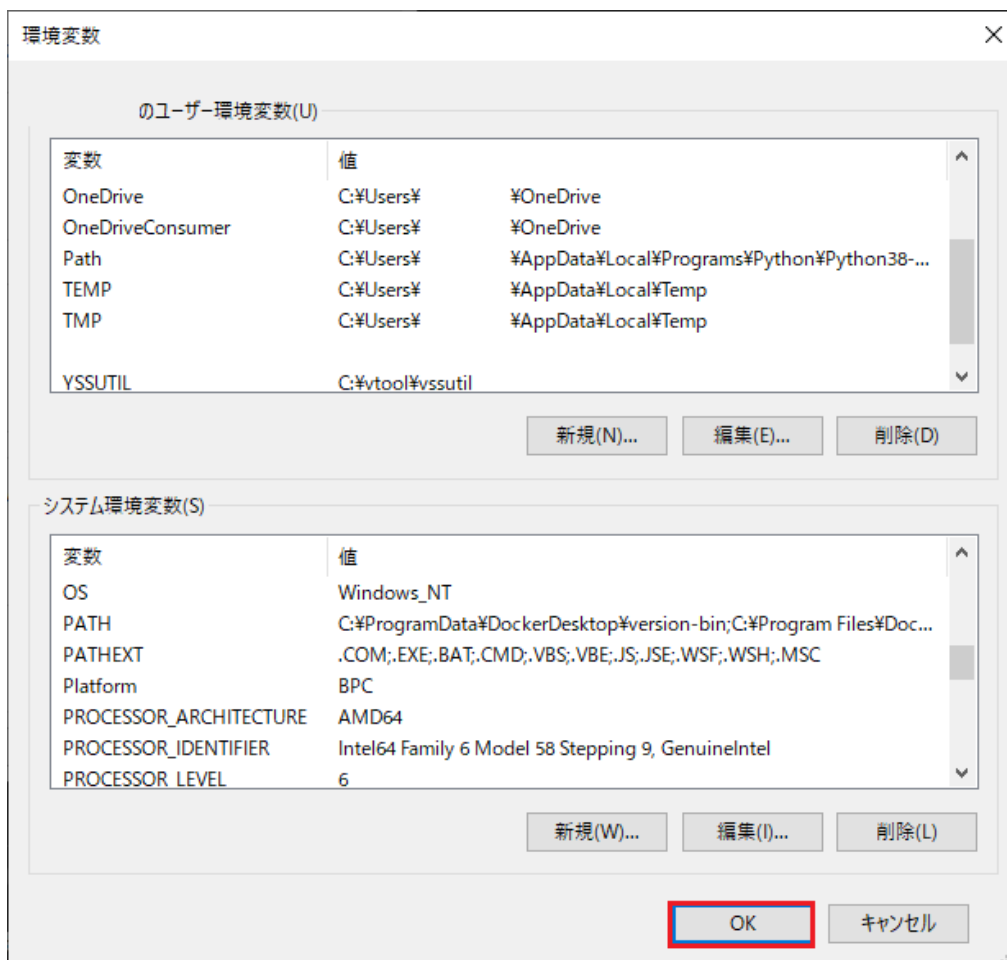 環境変数
のユーザー環境変数(U)
変数 値
OneDrive C:¥Users¥ ¥OneDrive
OneDriveConsumer C:¥Users¥ ¥OneDrive
Path C:¥Users¥ ¥AppData¥Local¥Programs¥Python¥Python38-...
TEMP C:¥Users¥ ¥AppData¥Local¥Temp
TMP C:¥Users¥ ¥AppData¥Local¥Temp
YSSUTIL C:¥vtool¥vssutil
新規(N)... 編集(E)... 削除(D)
システム環境変数(S)
変数 値
OS Windows_NT
PATH C:¥ProgramData¥DockerDesktop¥version-bin;C:¥Program Files¥Doc...
PATHEXT .COM;.EXE;.BAT;.CMD;.VBS;.VBE;.JS;.JSE;.WSF;.WSH;.MSC
Platform BPC
PROCESSOR_ARCHITECTURE AMD64
PROCESSOR_IDENTIFIER Intel64 Family 6 Model 58 Stepping 9, GenuineIntel
PROCESSOR_LEVEL 6
新規(W)... 編集(I)... 削除(L)
OK キャンセル